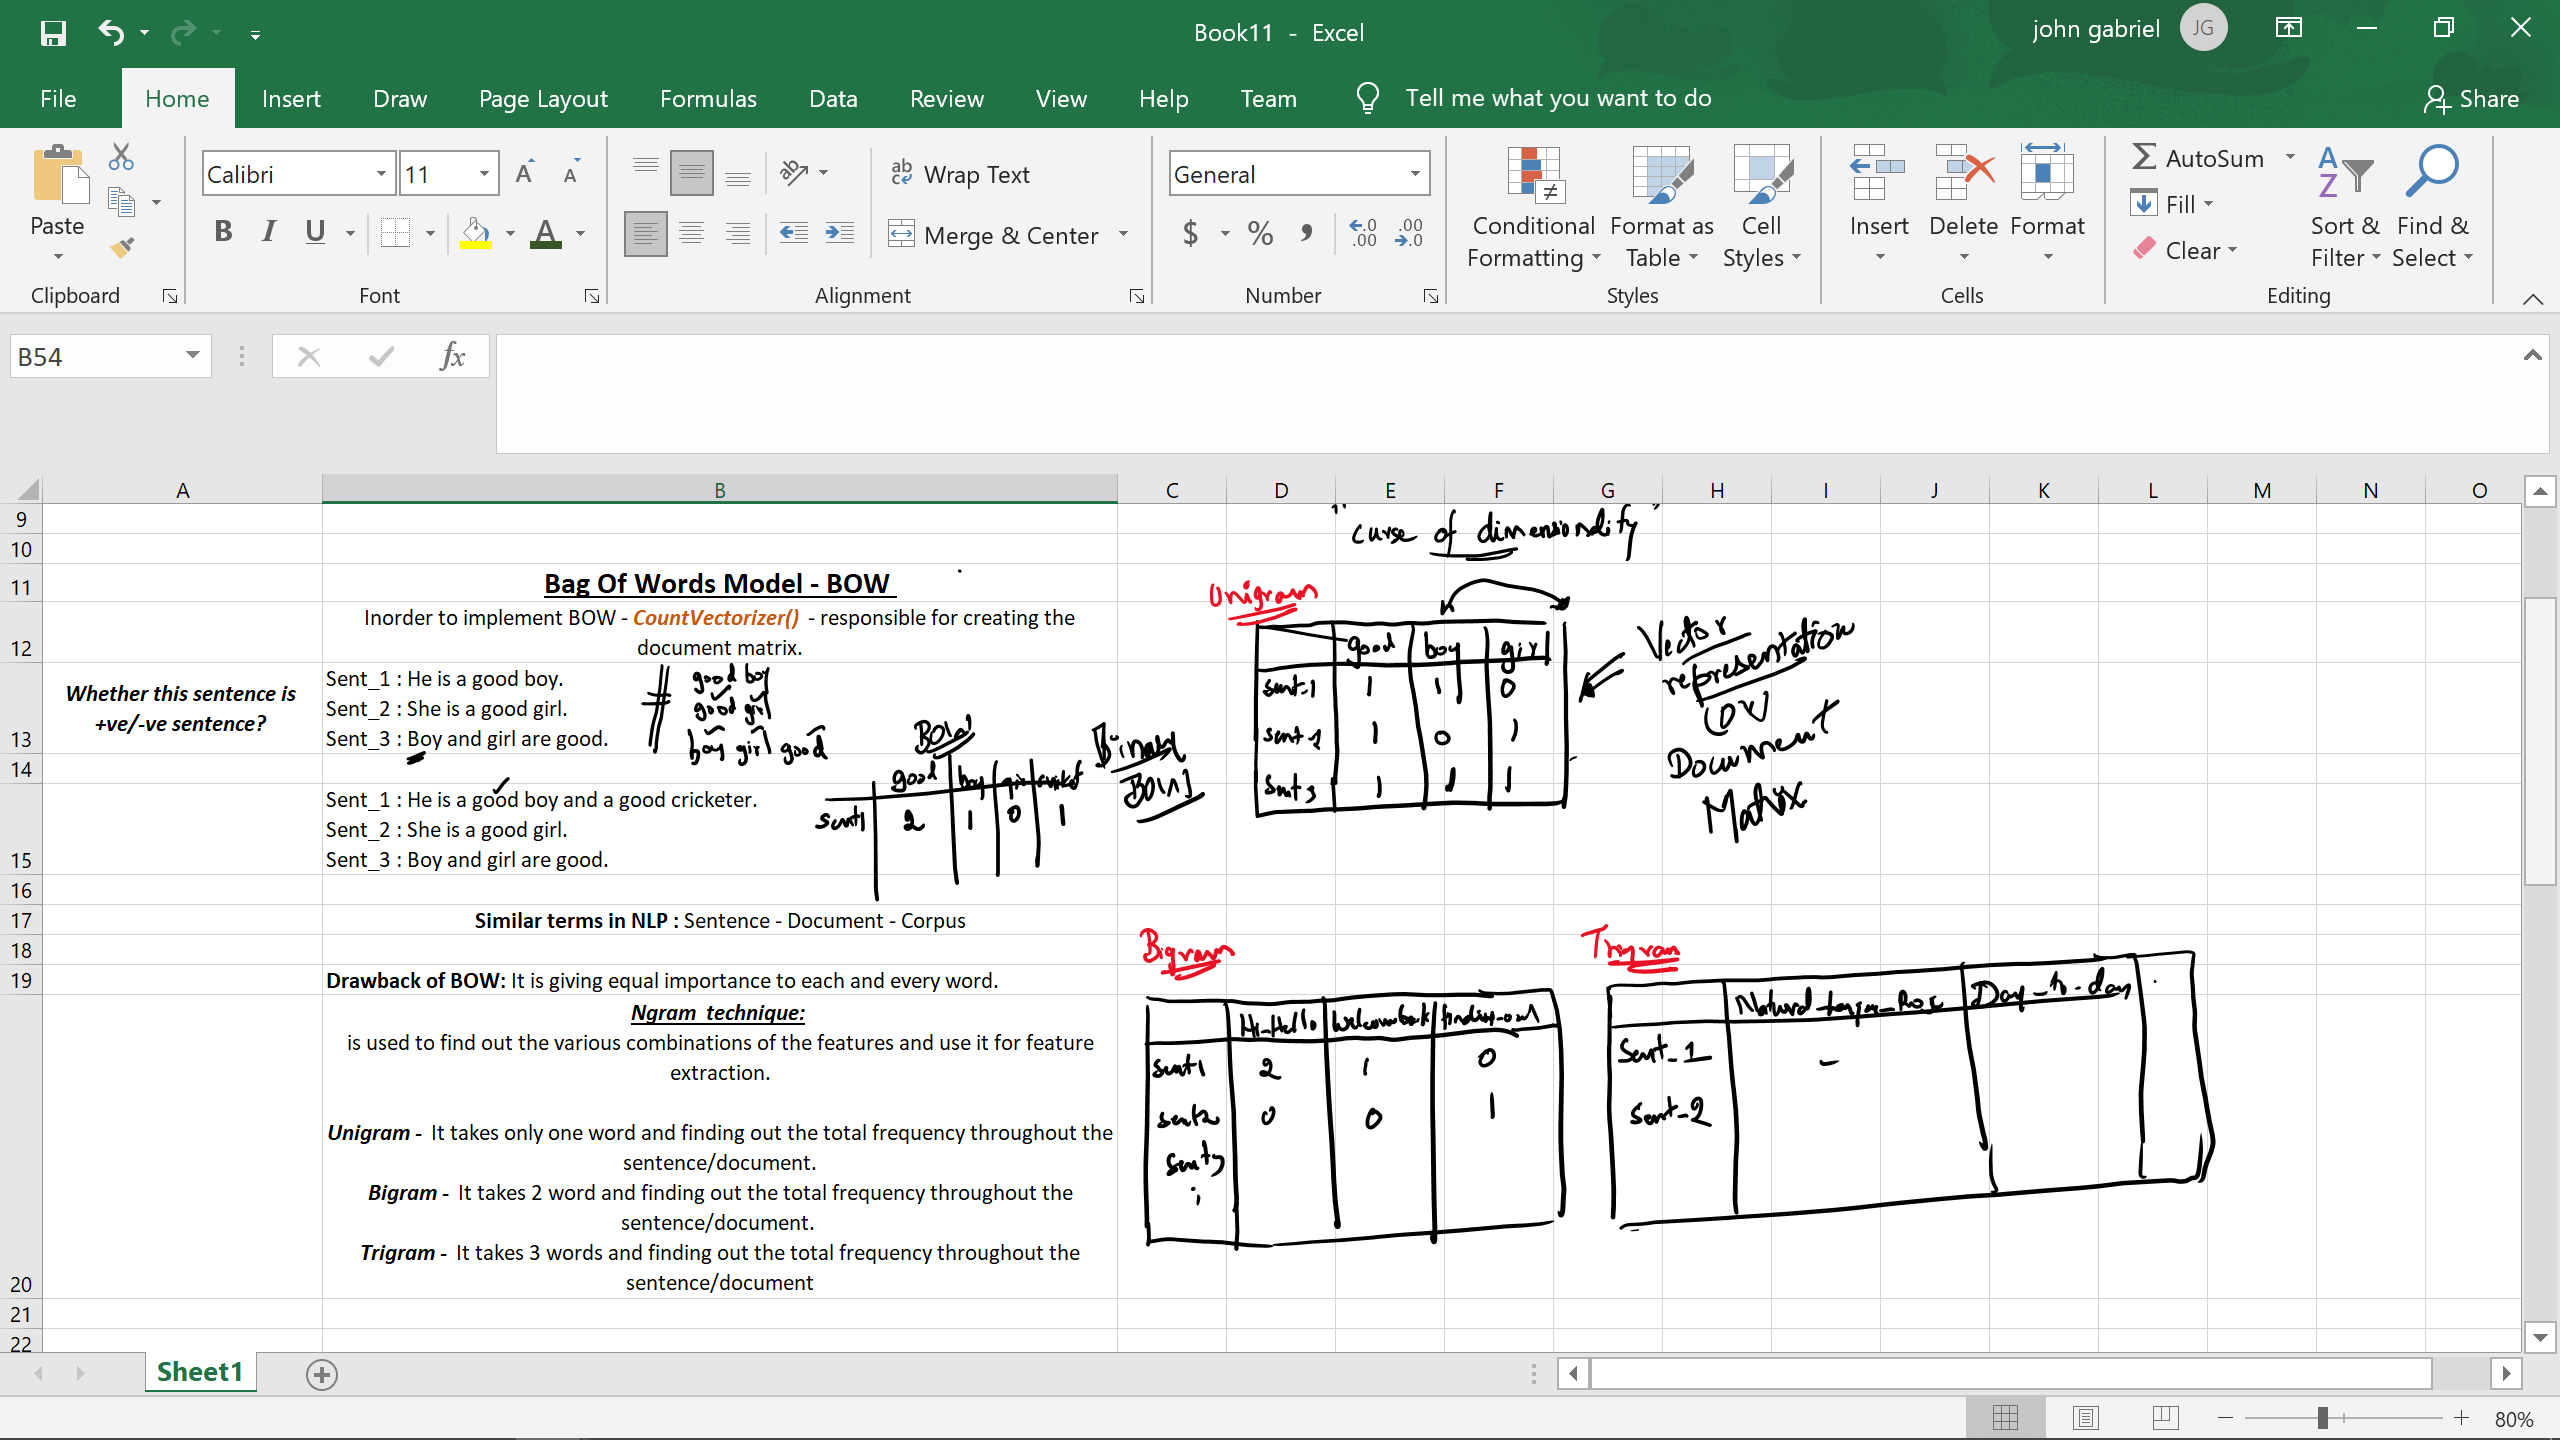 Book11 - Excel
john gabriel
JG
File Home Insert Draw Page Layout Formulas Data Review View Help Team Tell me what you want to do Share
Paste
Clipboard
Calibri 11
B I U
Font
Wrap Text
Merge & Center
Alignment
General
$ % ,
Number
Conditional Formatting
Format as Table
Cell Styles
Styles
Insert Delete Format
Cells
AutoSum
Fill
Clear
Sort & Filter
Find & Select
Editing
B54
fx
A B C D E F G H I J K L M N O
9
10
11
12
13
14
15
16
17
18
19
20
21
22
"curse of dimensionality"
Bag Of Words Model - BOW
Inorder to implement BOW - CountVectorizer() - responsible for creating the
document matrix.
Whether this sentence is
+ve/-ve sentence?
Sent_1 : He is a good boy.
Sent_2 : She is a good girl.
Sent_3 : Boy and girl are good.
good boy
good girl
boy girl good
Sent_1 : He is a good boy and a good cricketer.
Sent_2 : She is a good girl.
Sent_3 : Boy and girl are good.
BOW
good boy
sent1 2 1 0 1
Binary
BOW
Unigram
good boy girl
sent-1 1 1 0
sent-2 1 0 1
sent3 1 1 1
Vector
representation
(or)
Document
Matrix
Similar terms in NLP : Sentence - Document - Corpus
Drawback of BOW: It is giving equal importance to each and every word.
Ngram technique:
is used to find out the various combinations of the features and use it for feature
extraction.
Unigram - It takes only one word and finding out the total frequency throughout the
sentence/document.
Bigram - It takes 2 word and finding out the total frequency throughout the
sentence/document.
Trigram - It takes 3 words and finding out the total frequency throughout the
sentence/document
Bigram
Hi-Hello
sent1 2 1 0
sent2 0 0 1
sent3
Trigram
Day-to-day
Sent_1 -
Sent-2
Sheet1
80%